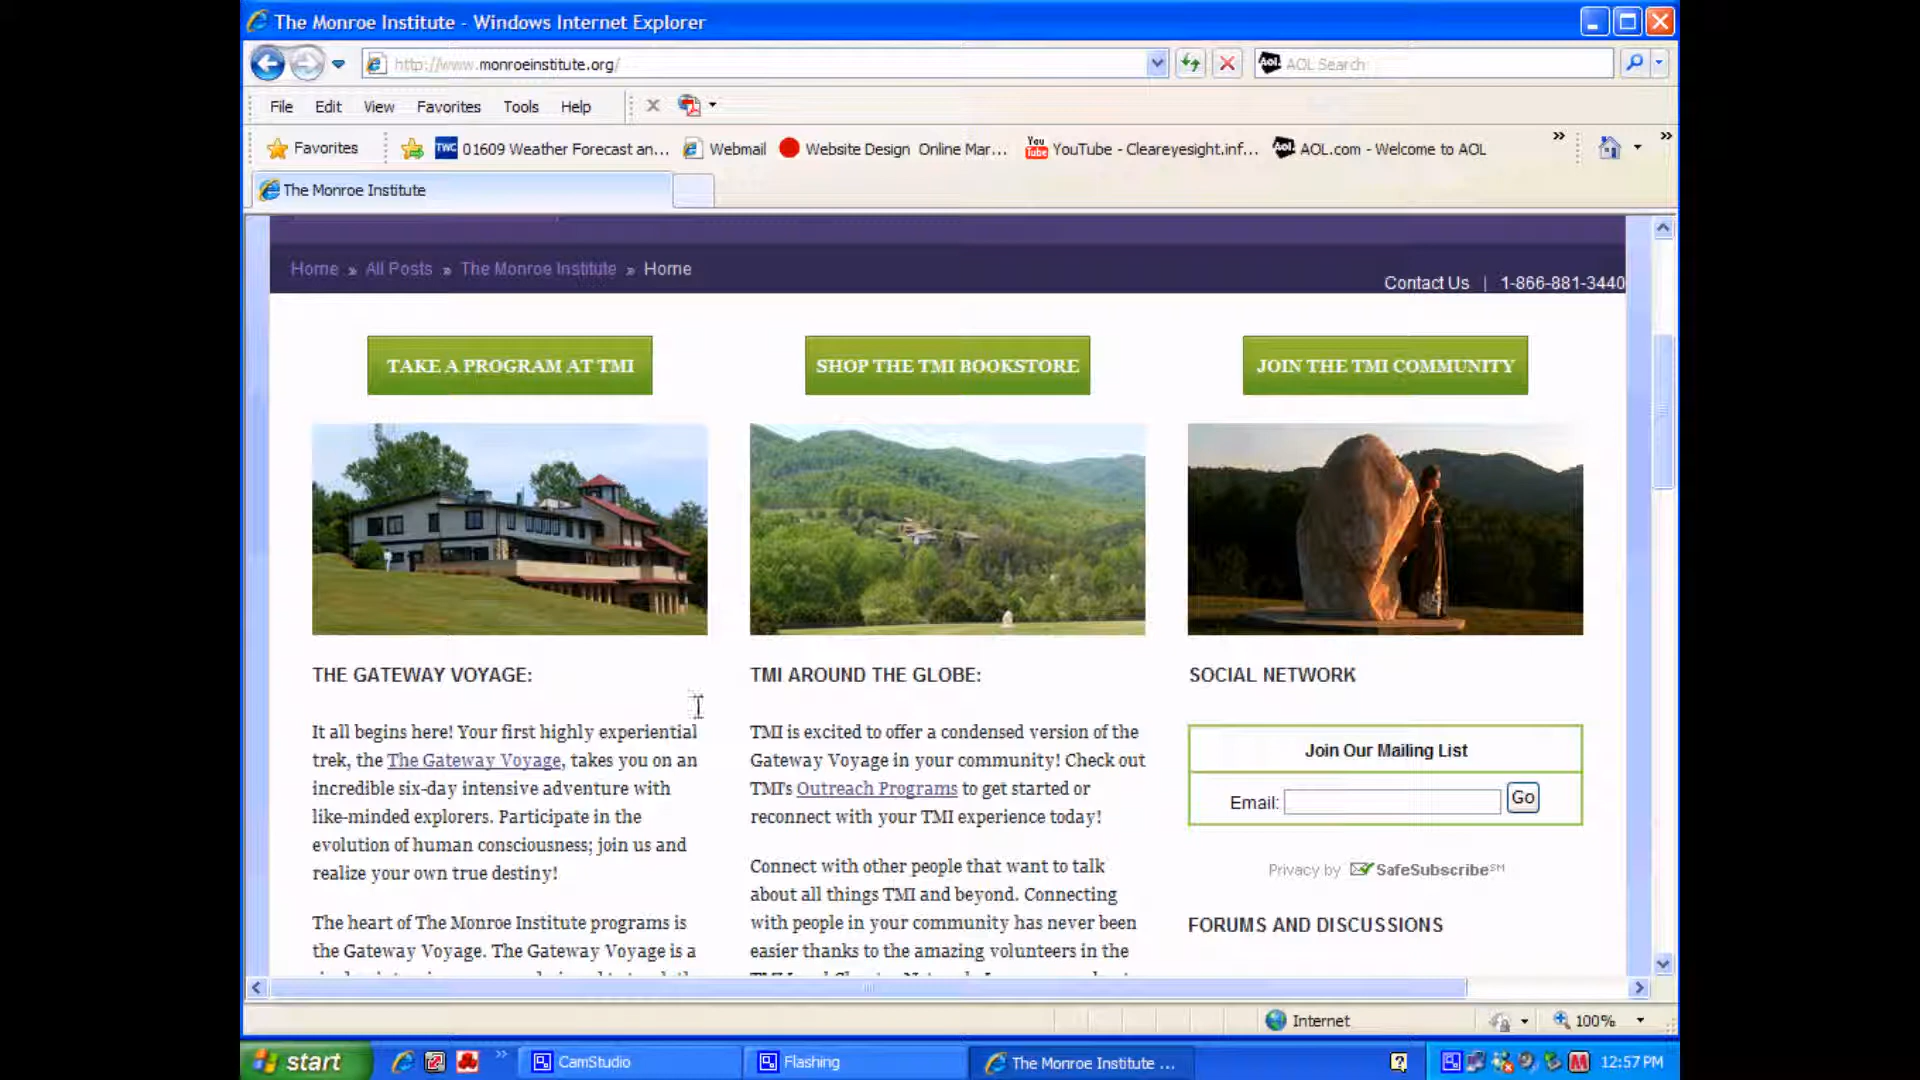 The Monroe Institute - Windows Internet Explorer
http://www.monroeinstitute.org/
AOL Search
File Edit View Favorites Tools Help
Favorites
TWC 01609 Weather Forecast an...
Webmail
Website Design Online Mar...
You Tube YouTube - Cleareyesight.inf...
Aol. AOL.com - Welcome to AOL
The Monroe Institute
Home » All Posts » The Monroe Institute » Home
Contact Us | 1-866-881-3440
TAKE A PROGRAM AT TMI
SHOP THE TMI BOOKSTORE
JOIN THE TMI COMMUNITY
THE GATEWAY VOYAGE:
It all begins here! Your first highly experiential
trek, the The Gateway Voyage, takes you on an
incredible six-day intensive adventure with
like-minded explorers. Participate in the
evolution of human consciousness; join us and
realize your own true destiny!
The heart of The Monroe Institute programs is
the Gateway Voyage. The Gateway Voyage is a
TMI AROUND THE GLOBE:
TMI is excited to offer a condensed version of the
Gateway Voyage in your community! Check out
TMI's Outreach Programs to get started or
reconnect with your TMI experience today!
Connect with other people that want to talk
about all things TMI and beyond. Connecting
with people in your community has never been
easier thanks to the amazing volunteers in the
SOCIAL NETWORK
Join Our Mailing List
Email: Go
Privacy by SafeSubscribe℠
FORUMS AND DISCUSSIONS
Internet
100%
start
CamStudio
Flashing
The Monroe Institute ...
12:57 PM